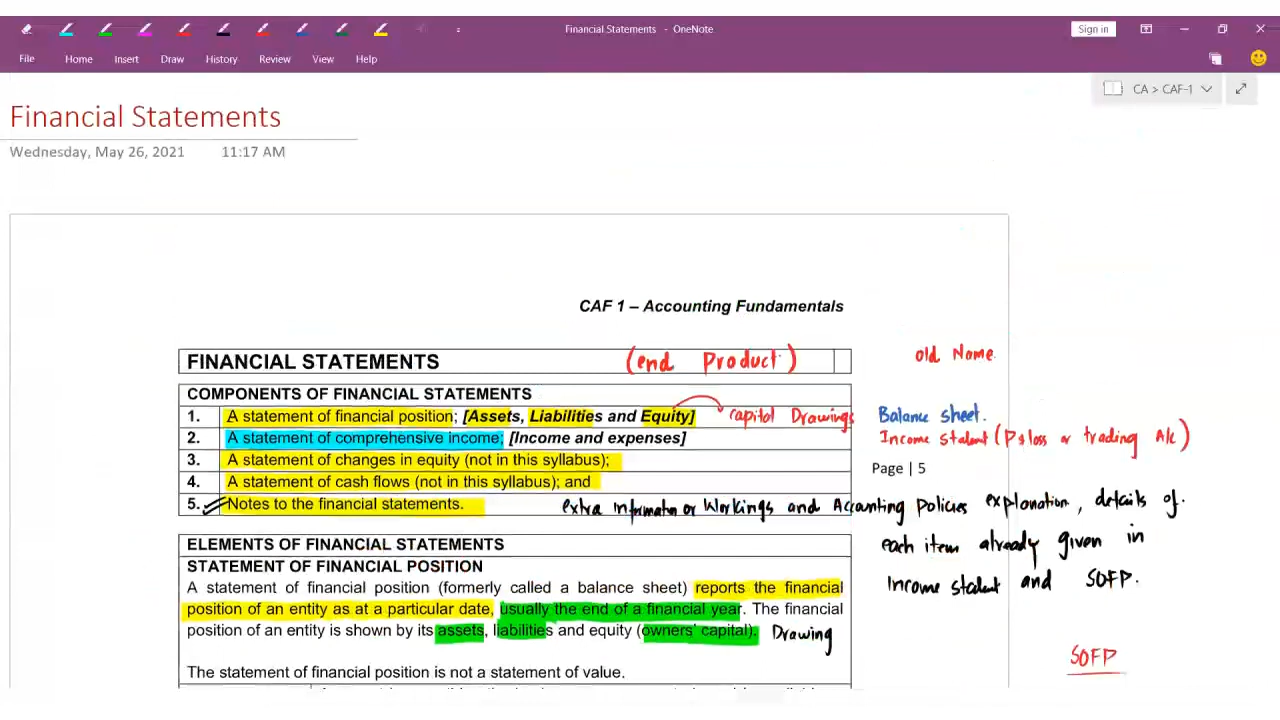 Financial Statements - OneNote
Sign in
File Home Insert Draw History Review View Help
CA > CAF-1
Financial Statements
Wednesday, May 26, 2021 11:17 AM
CAF 1 – Accounting Fundamentals
FINANCIAL STATEMENTS (end Product)
old Name
COMPONENTS OF FINANCIAL STATEMENTS
1. A statement of financial position; [Assets, Liabilities and Equity] capital Drawings Balance sheet.
2. A statement of comprehensive income; [Income and expenses] Income statent (P & loss or trading A/c)
3. A statement of changes in equity (not in this syllabus);
Page | 5
4. A statement of cash flows (not in this syllabus); and
5. Notes to the financial statements. extra Information or Workings and Accounting Policies explanation, details of
each item already given in
Income statent and SOFP.
ELEMENTS OF FINANCIAL STATEMENTS
STATEMENT OF FINANCIAL POSITION
A statement of financial position (formerly called a balance sheet) reports the financial
position of an entity as at a particular date, usually the end of a financial year. The financial
position of an entity is shown by its assets, liabilities and equity (owners' capital). Drawing
SOFP
The statement of financial position is not a statement of value.